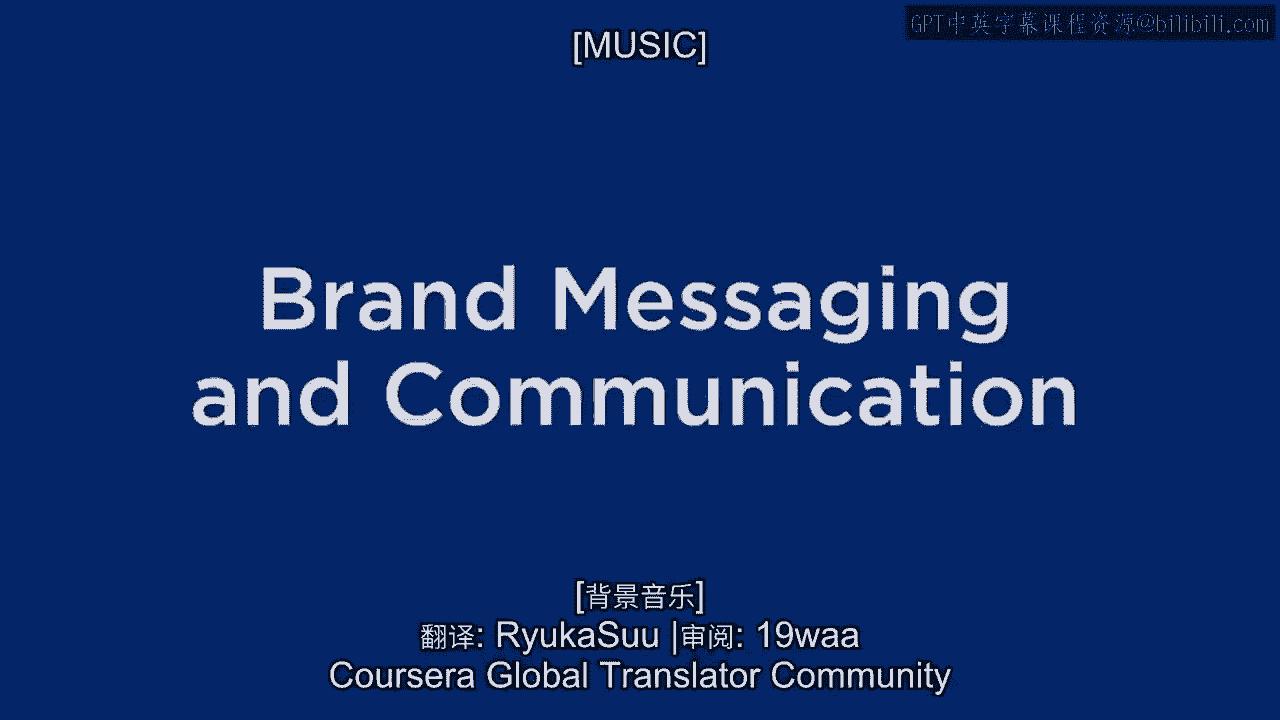 GPT中英字幕课程资源@bilibili.com
[MUSIC]
Brand Messaging
and Communication
[背景音乐]
翻译: RyukaSuu |审阅: 19waa
Coursera Global Translator Community